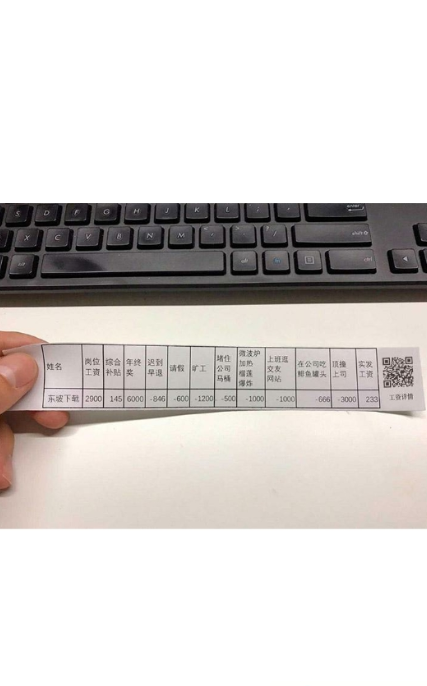 姓名
岗位
工资
综合
补贴
年终
奖
迟到
早退
请假
旷工
堵住
公司
马桶
微波炉
加热
榴莲
爆炸
上班逛
交友
网站
在公司吃
鲱鱼罐头
顶撞
上司
实发
工资
东坡下载 2900 145 6000 -846 -600 -1200 -500 -1000 -1000 -666 -3000 233
工资详情